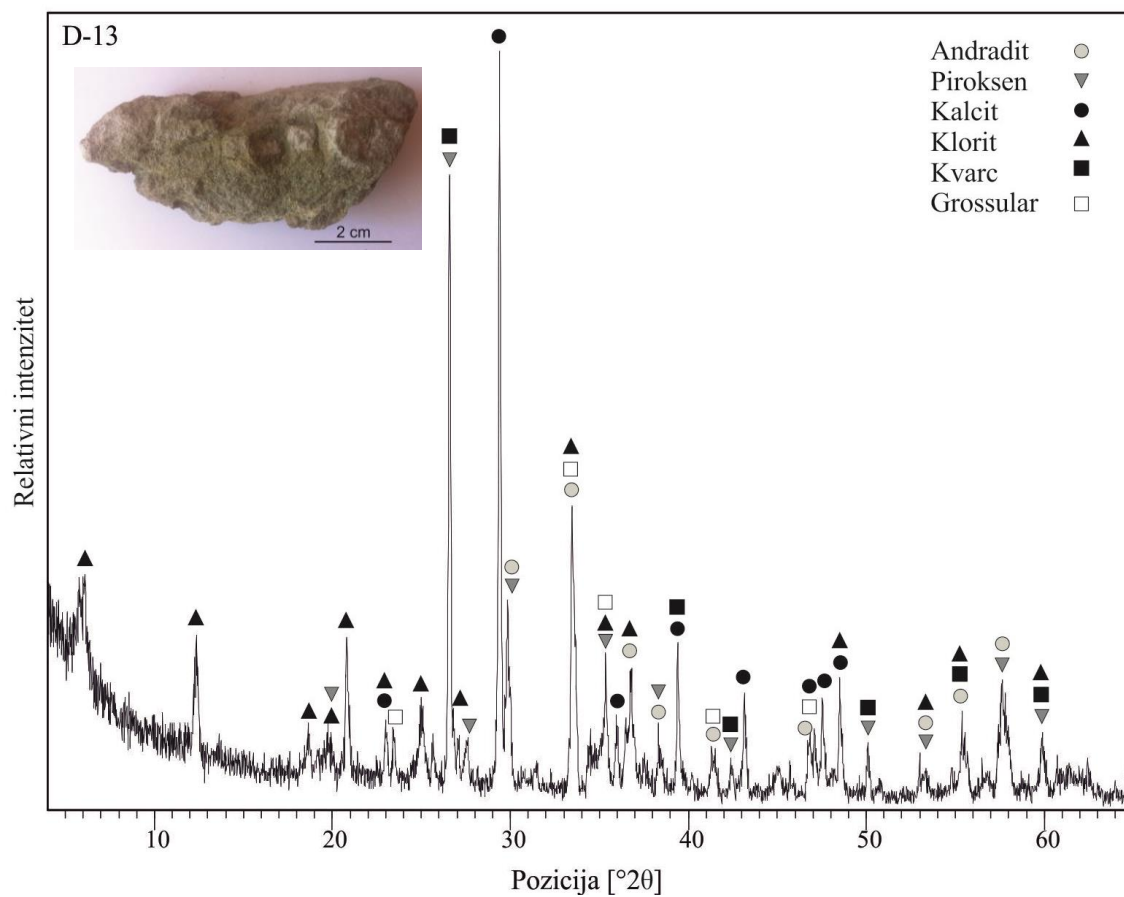 D-13
2 cm
Andradit
Piroksen
Kalcit
Klorit
Kvarc
Grossular
Relativni intenzitet
10 20 30 40 50 60
Pozicija [°2θ]